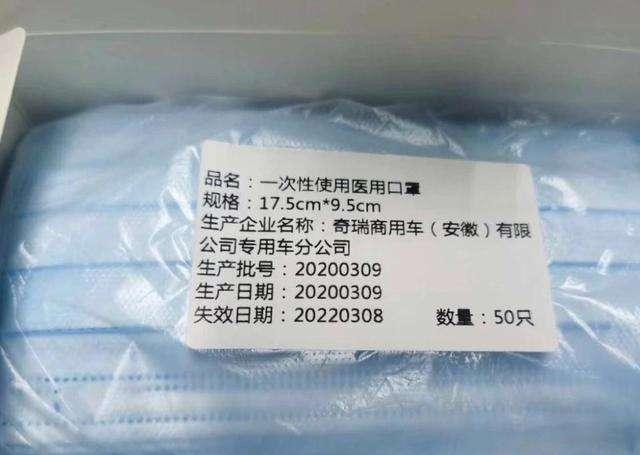 品名：一次性使用医用口罩
规格：17.5cm*9.5cm
生产企业名称：奇瑞商用车（安徽）有限
公司专用车分公司
生产批号：20200309
生产日期：20200309
失效日期：20220308 数量：50只